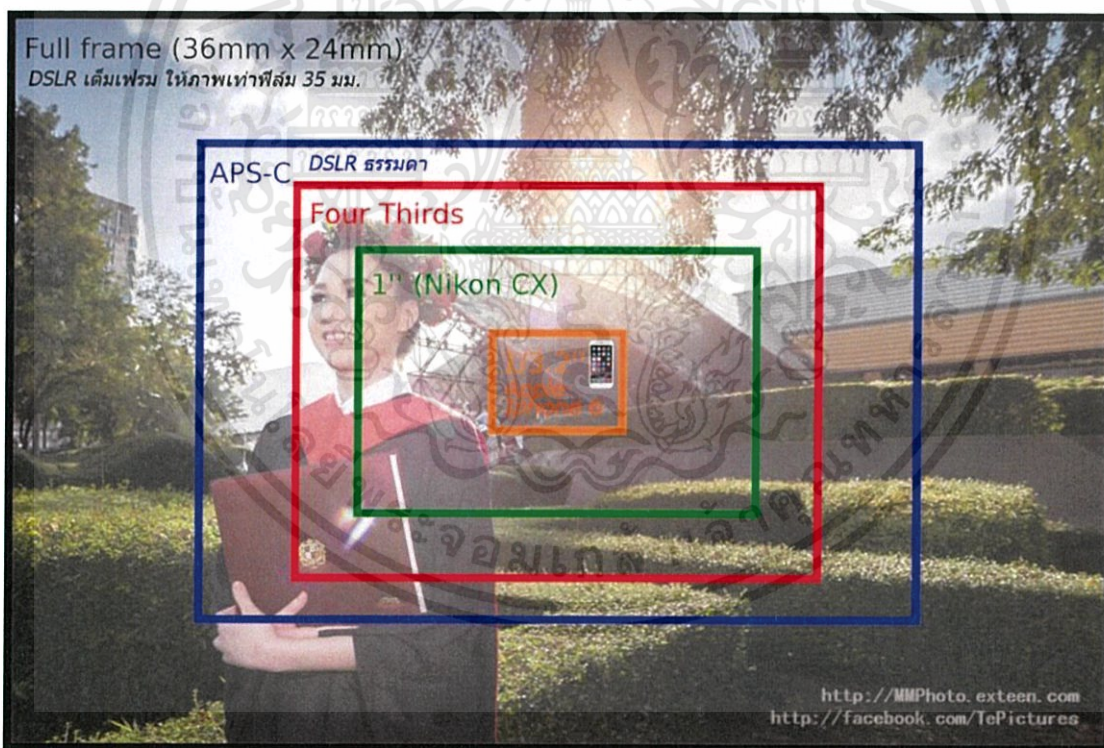 Full frame (36mm x 24mm)
DSLR เต็มเฟรม ให้ภาพเท่าฟิล์ม 35 มม.
APS-C DSLR ธรรมดา
Four Thirds
1" (Nikon CX)
http://MMPhoto.exteen.com
http://facebook.com/TePictures